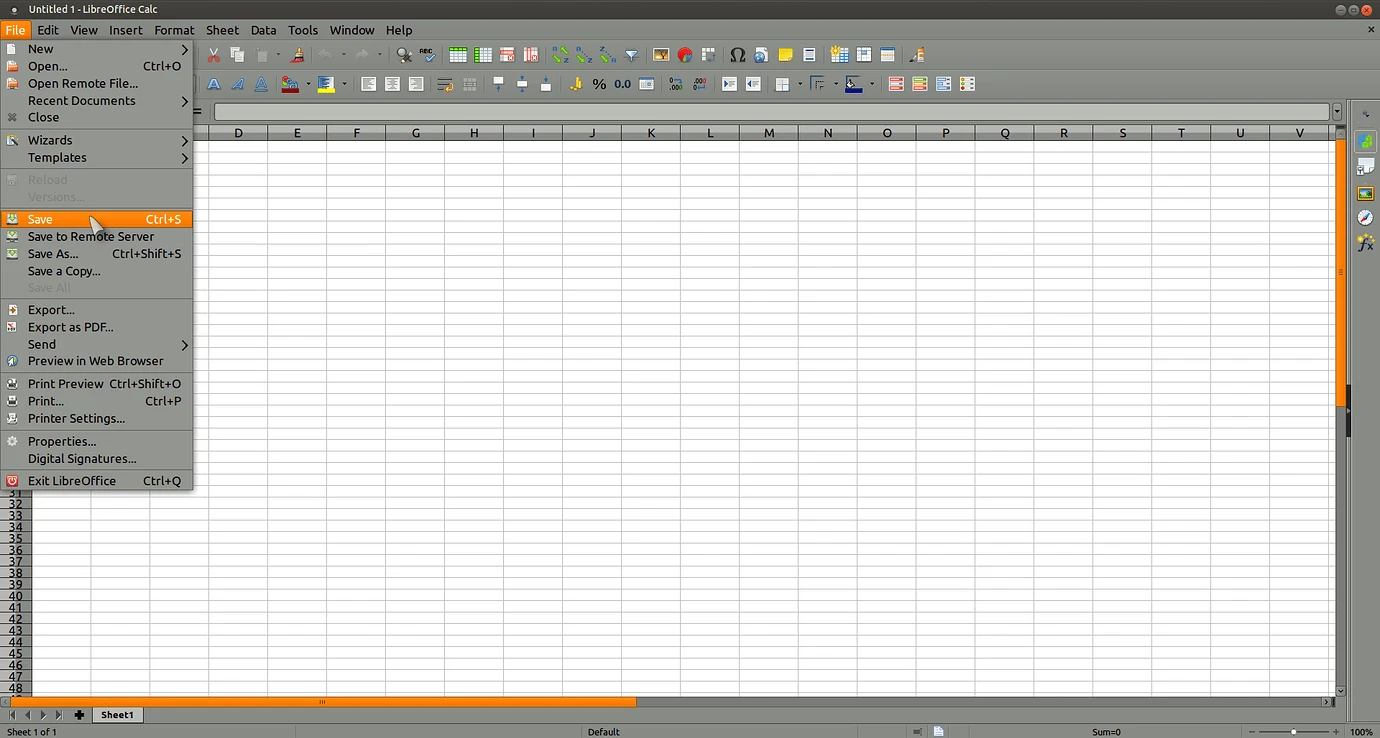 Untitled 1 - LibreOffice Calc
File Edit View Insert Format Sheet Data Tools Window Help
New
Open... Ctrl+O
Open Remote File...
Recent Documents
Close
Wizards
Templates
Reload
Versions...
Save Ctrl+S
Save to Remote Server
Save As... Ctrl+Shift+S
Save a Copy...
Save All
Export...
Export as PDF...
Send
Preview in Web Browser
Print Preview Ctrl+Shift+O
Print... Ctrl+P
Printer Settings...
Properties...
Digital Signatures...
Exit LibreOffice Ctrl+Q
D E F G H I J K L M N O P Q R S T U V
31
32
33
34
35
36
37
38
39
40
41
42
43
44
45
46
47
48
Sheet1
Sheet 1 of 1 Default Sum=0 100%